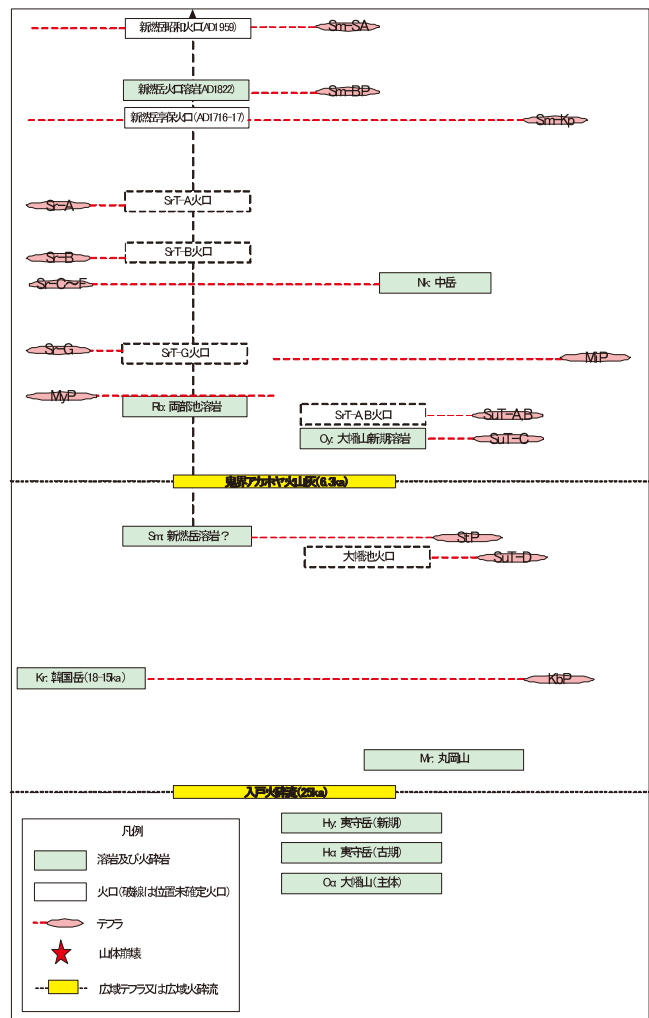 新燃岳昭和火口(AD1959)
Sm-SA
新燃岳火口溶岩(AD1822)
Sm-BP
新燃岳享保火口(AD1716-17)
Sm-Kp
SrT-A火口
Sr-A
SrT-B火口
Sr-B
Sr-C～F
Nk: 中岳
Sr-G
SrT-G火口
MiP
MyP
Rb: 両部池溶岩
SrT-A,B火口
SuT-A,B
Oy: 大幡山新期溶岩
SuT-C
鬼界アカホヤ火山灰(6.3ka)
Sm: 新燃岳溶岩？
StP
大幡池火口
SuT-D
Kr: 韓国岳(18-15ka)
KbP
Mr: 丸岡山
入戸火砕流(25ka)
Hy: 夷守岳(新期)
Ho: 夷守岳(古期)
Oo: 大幡山(主体)
凡例
溶岩及び火砕岩
火口(破線は位置未確定火口)
テフラ
山体崩壊
広域テフラ又は広域火砕流